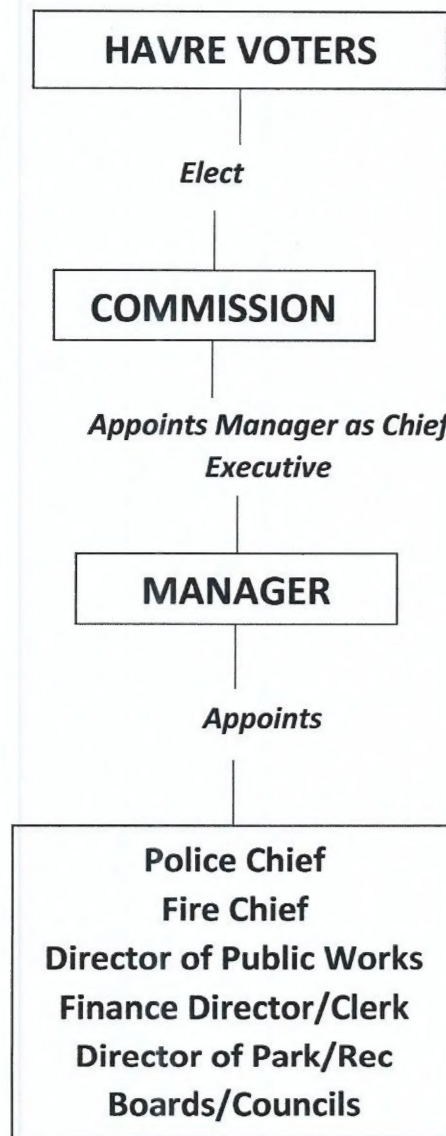 HAVRE VOTERS
Elect
COMMISSION
Appoints Manager as Chief
Executive
MANAGER
Appoints
Police Chief
Fire Chief
Director of Public Works
Finance Director/Clerk
Director of Park/Rec
Boards/Councils